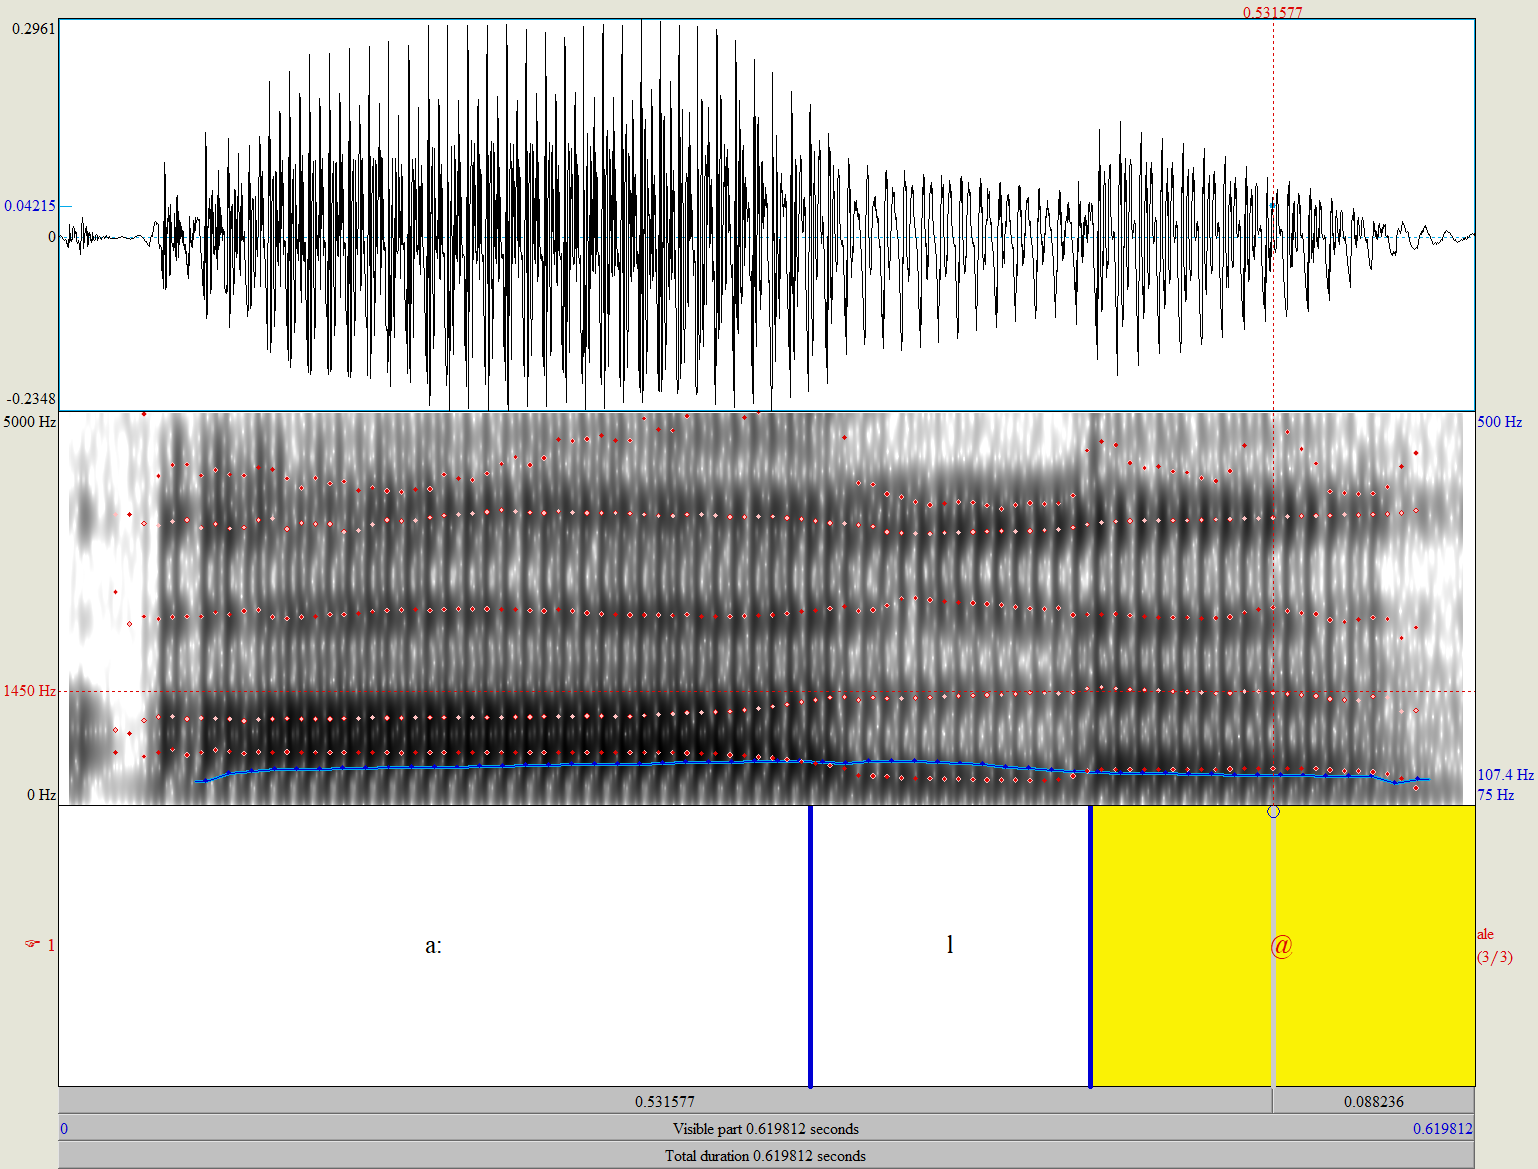 0.531577
0.2961
0.04215
0
-0.2348
5000 Hz
500 Hz
1450 Hz
0 Hz
107.4 Hz
75 Hz
☞ 1
a:
l
@
ale
(3/3)
0.531577
0.088236
0
Visible part 0.619812 seconds
0.619812
Total duration 0.619812 seconds